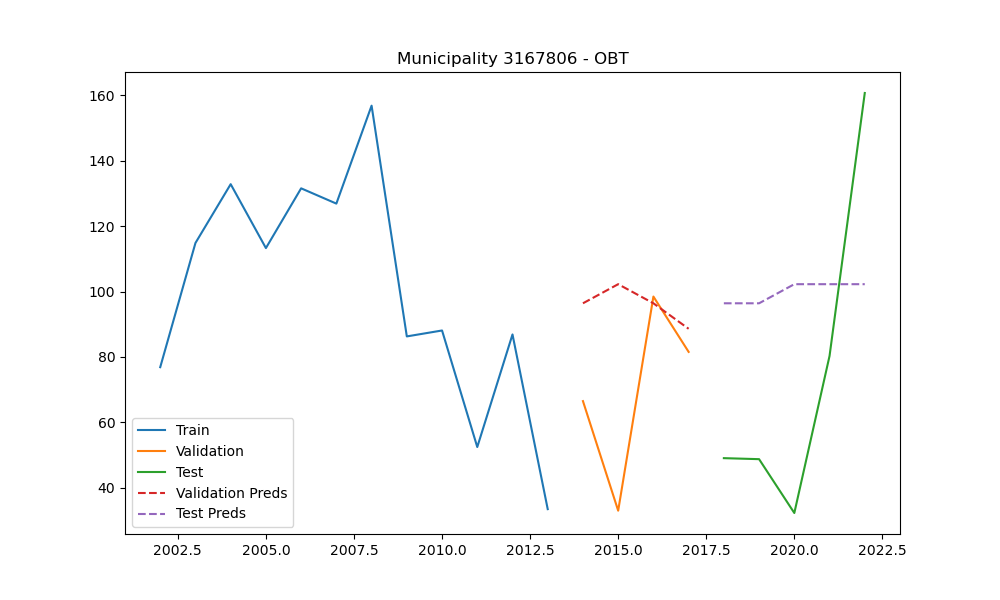 Municipality 3167806 - OBT
160
140
120
100
80
60
40
Train
Validation
Test
Validation Preds
Test Preds
2002.5 2005.0 2007.5 2010.0 2012.5 2015.0 2017.5 2020.0 2022.5